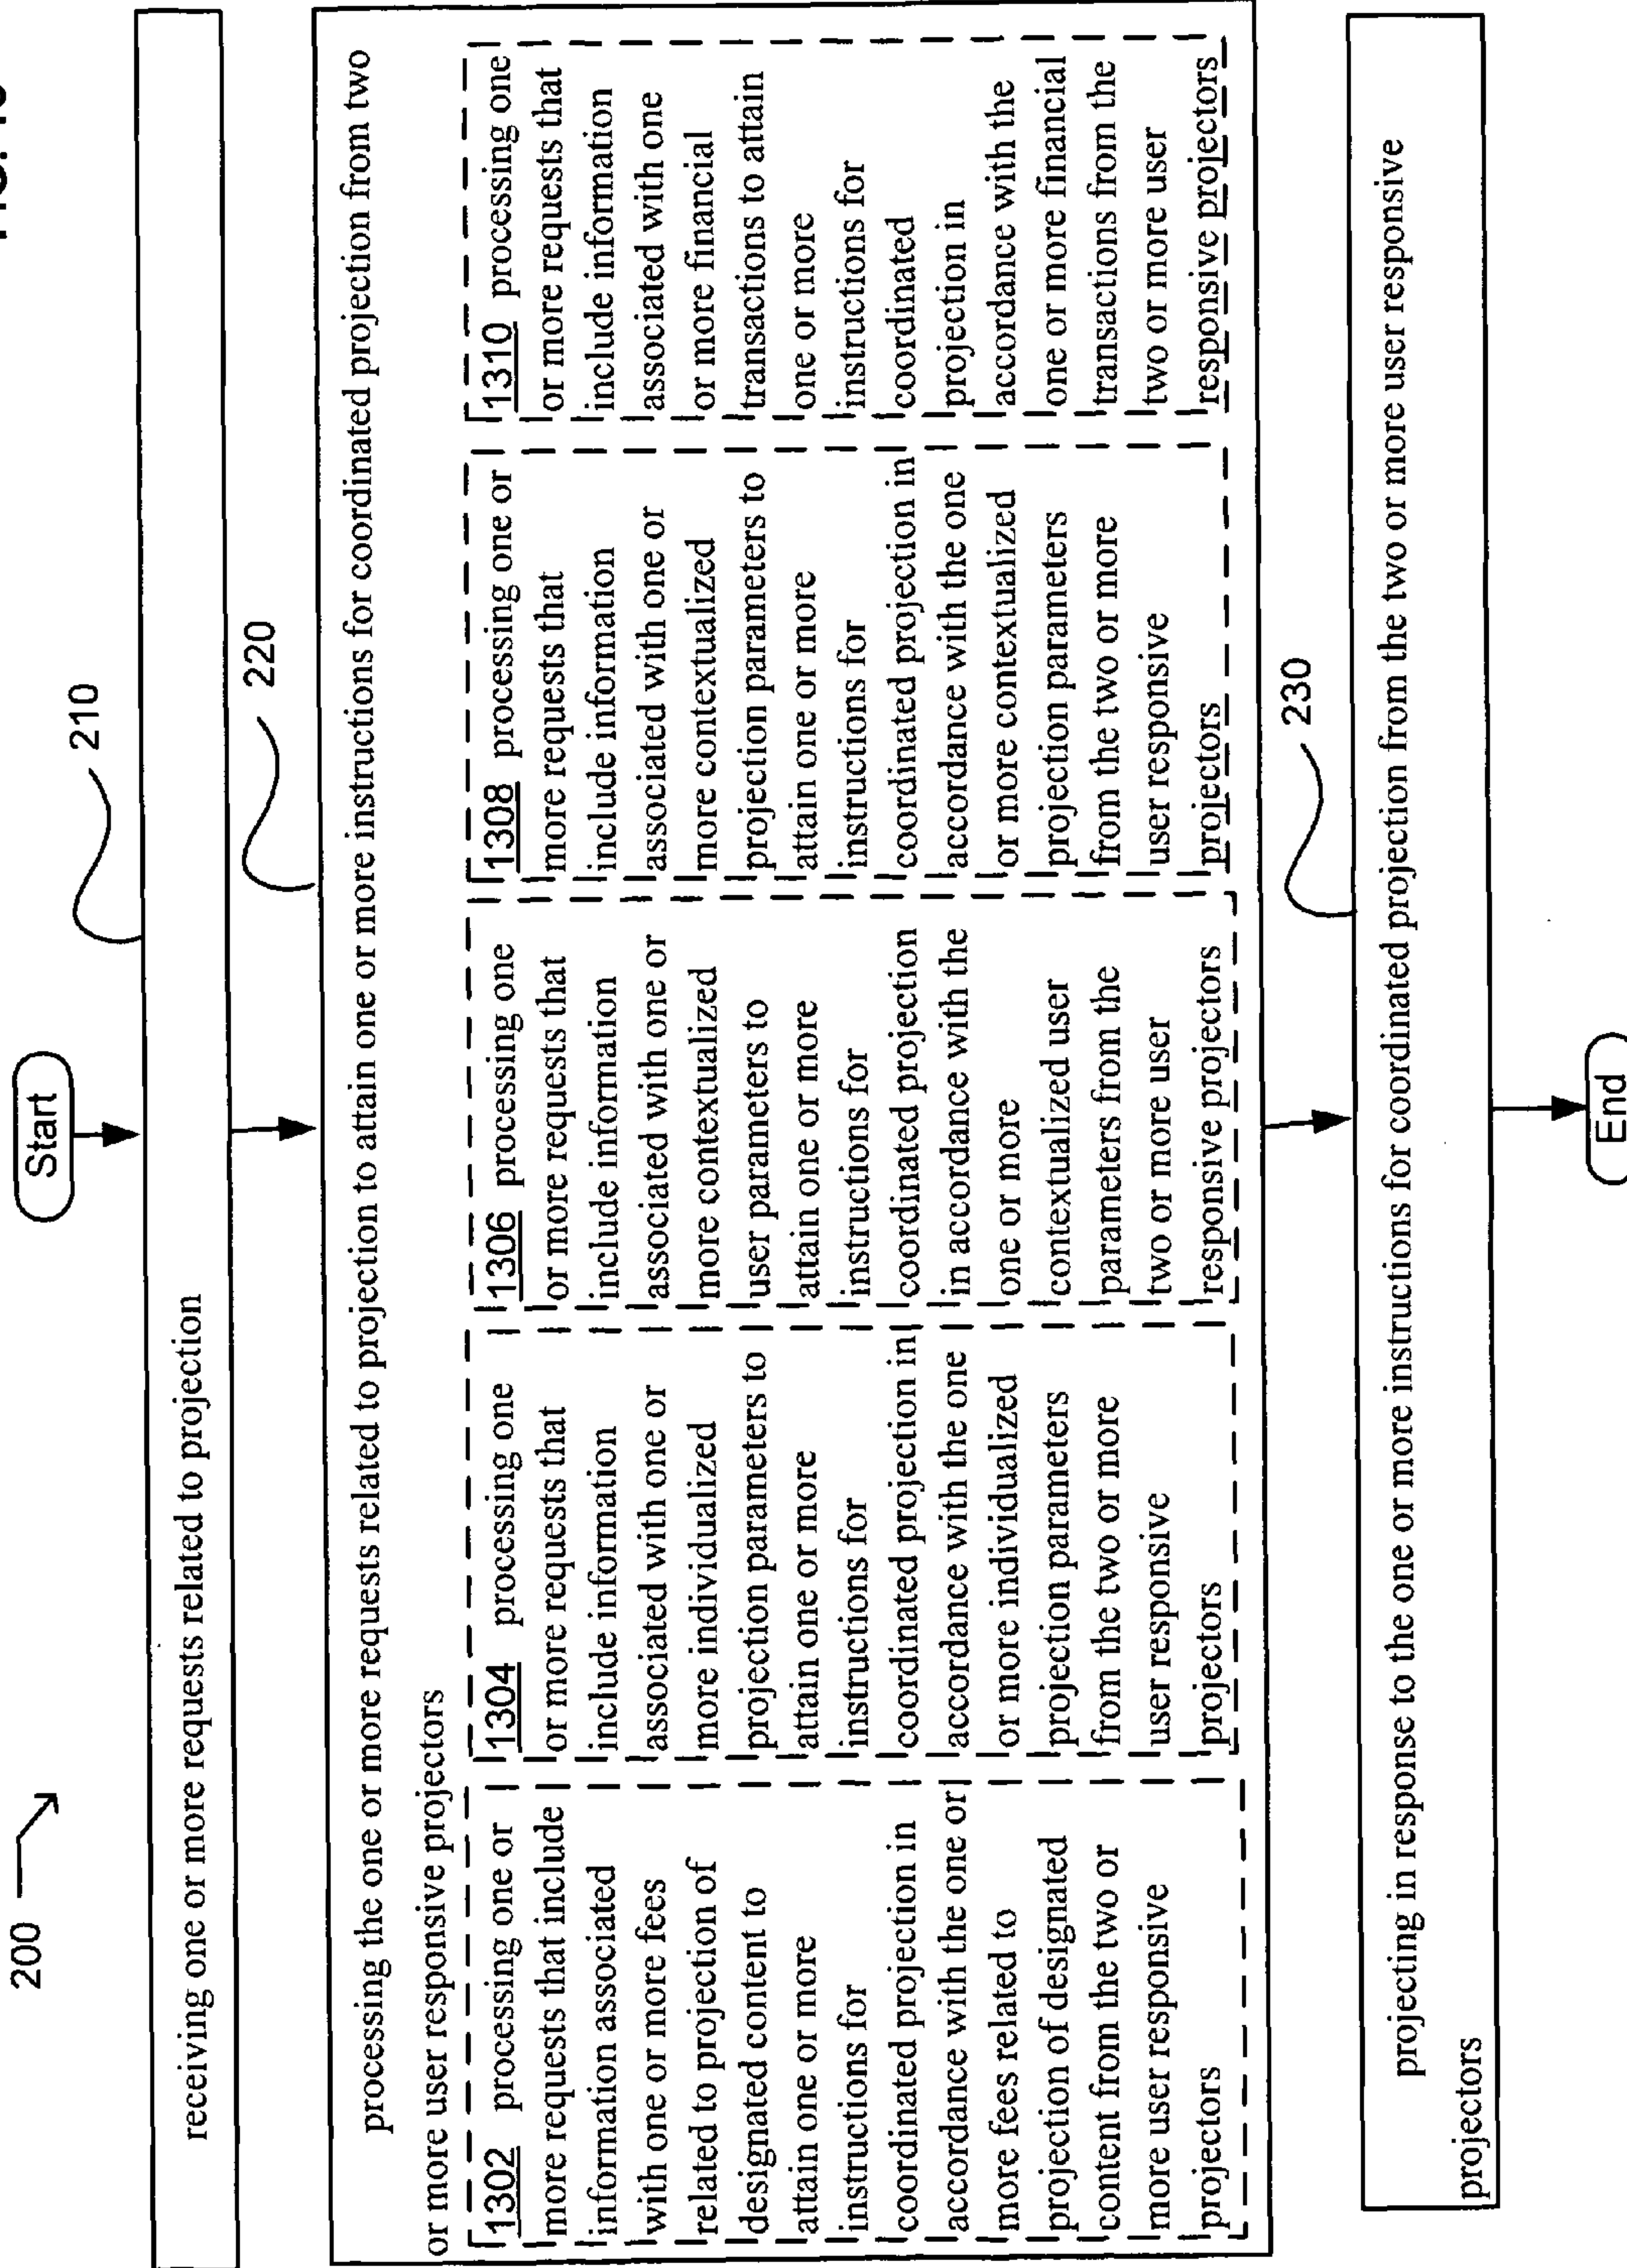 200
Start
210
receiving one or more requests related to projection
220
processing the one or more requests related to projection to attain one or more instructions for coordinated projection from two
or more user responsive projectors
1302 processing one or
more requests that include
information associated
with one or more fees
related to projection of
designated content to
attain one or more
instructions for
coordinated projection in
accordance with the one or
more fees related to
projection of designated
content from the two or
more user responsive
projectors
1304 processing one
or more requests that
include information
associated with one or
more individualized
projection parameters to
attain one or more
instructions for
coordinated projection in
accordance with the one
or more individualized
projection parameters
from the two or more
user responsive
projectors
1306 processing one
or more requests that
include information
associated with one or
more contextualized
user parameters to
attain one or more
instructions for
coordinated projection
in accordance with the
one or more
contextualized user
parameters from the
two or more user
responsive projectors
1308 processing one or
more requests that
include information
associated with one or
more contextualized
projection parameters to
attain one or more
instructions for
coordinated projection in
accordance with the one
or more contextualized
projection parameters
from the two or more
user responsive
projectors
1310 processing one
or more requests that
include information
associated with one
or more financial
transactions to attain
one or more
instructions for
coordinated
projection in
accordance with the
one or more financial
transactions from the
two or more user
responsive projectors
230
projecting in response to the one or more instructions for coordinated projection from the two or more user responsive
projectors
End